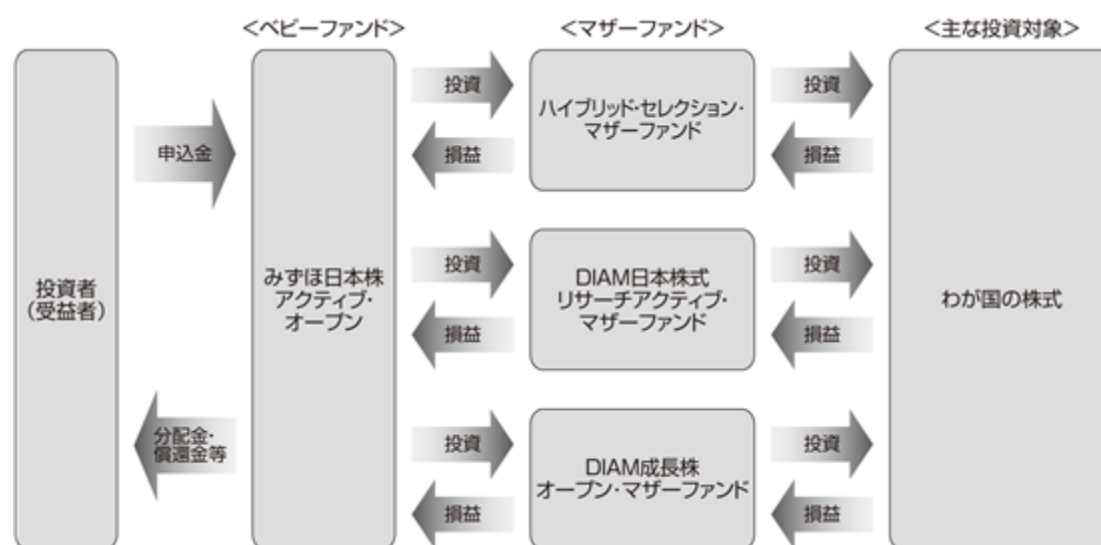 <ベビーファンド>
<マザーファンド>
<主な投資対象>
投資者
(受益者)
申込金
分配金・
償還金等
みずほ日本株
アクティブ・
オープン
投資
損益
投資
損益
投資
損益
ハイブリッド・セレクション・
マザーファンド
DIAM日本株式
リサーチアクティブ・
マザーファンド
DIAM成長株
オープン・マザーファンド
投資
損益
投資
損益
投資
損益
わが国の株式